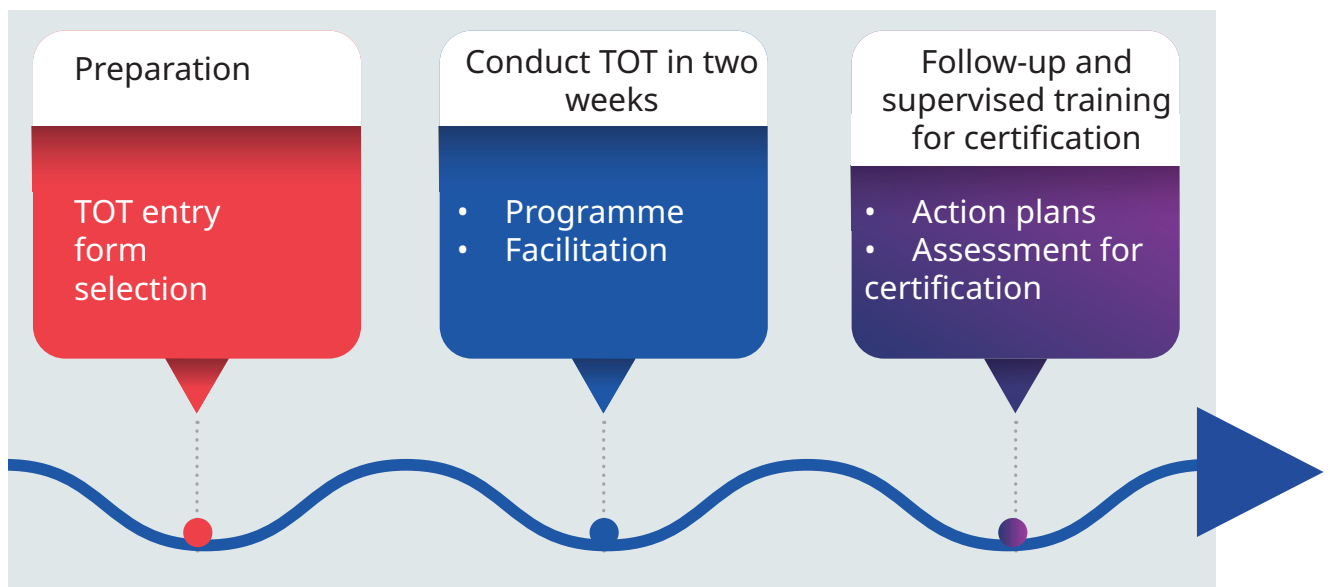 Preparation
TOT entry
form
selection
Conduct TOT in two
weeks
• Programme
• Facilitation
Follow-up and
supervised training
for certification
• Action plans
• Assessment for
certification